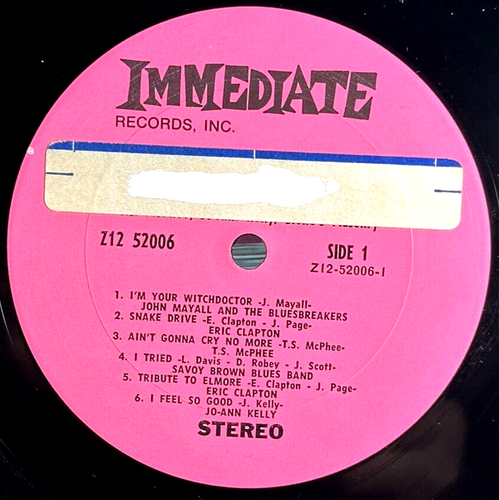 IMMEDIATE
RECORDS, INC.
Z12 52006
SIDE 1
Z12-52006-1
1. I'M YOUR WITCHDOCTOR -J. Mayall-
JOHN MAYALL AND THE BLUESBREAKERS
2. SNAKE DRIVE -E. Clapton - J. Page-
ERIC CLAPTON
3. AIN'T GONNA CRY NO MORE -T.S. McPhee-
T.S. McPHEE
4. I TRIED -L. Davis - D. Robey - J. Scott-
SAVOY BROWN BLUES BAND
5. TRIBUTE TO ELMORE -E. Clapton - J. Page-
ERIC CLAPTON
6. I FEEL SO GOOD -J. Kelly-
JO-ANN KELLY
STEREO